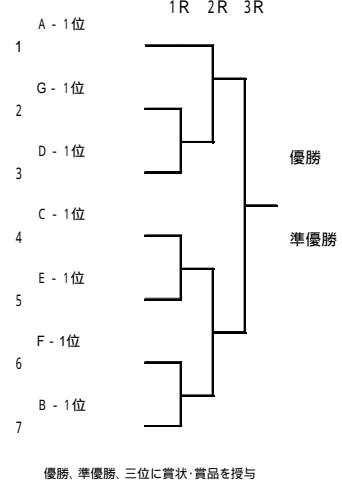 1R 2R 3R
A - 1位
1
G - 1位
2
D - 1位
3
優勝
C - 1位
4
準優勝
E - 1位
5
F - 1位
6
B - 1位
7
優勝、準優勝、三位に賞状・賞品を授与